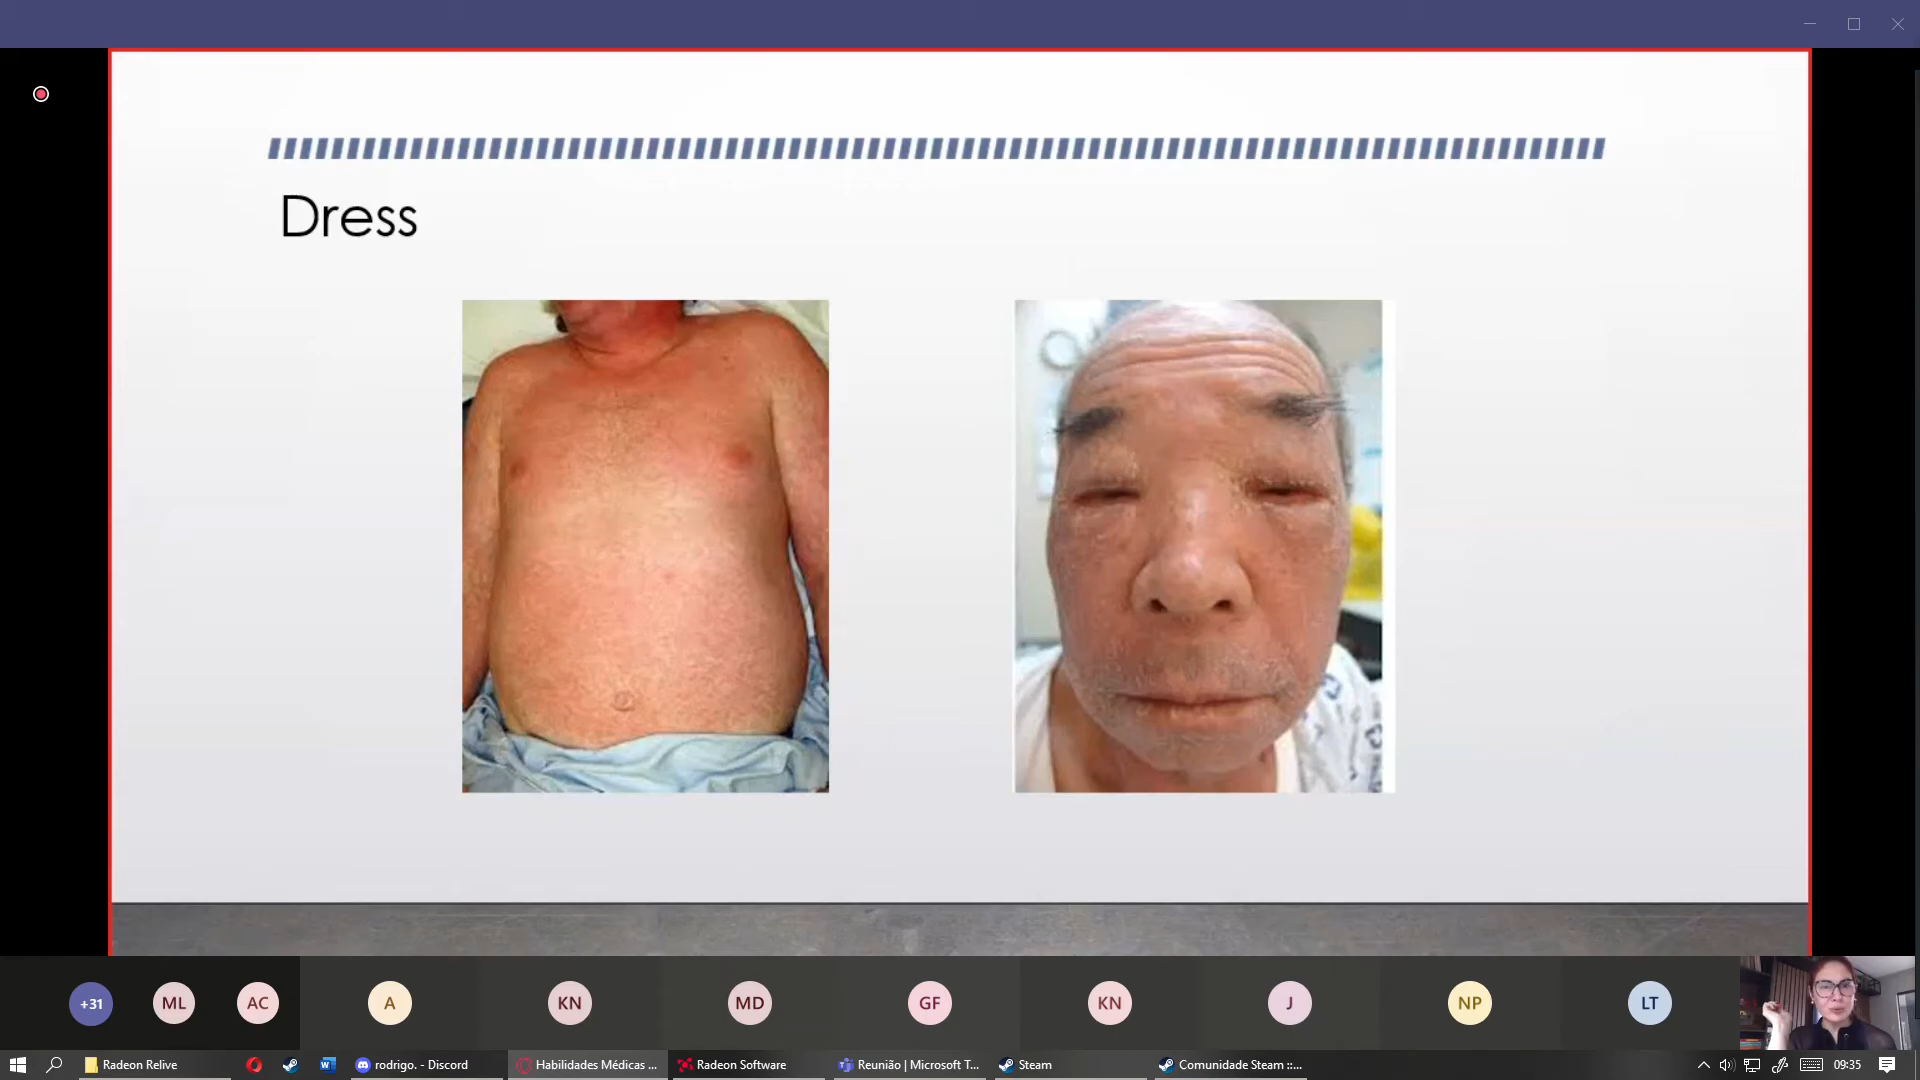 Dress
+31
ML
AC
A
KN
MD
GF
KN
J
NP
LT
Radeon Relive
rodrigo. - Discord
Habilidades Médicas ...
Radeon Software
Reunião | Microsoft T...
Steam
Comunidade Steam ::...
09:35